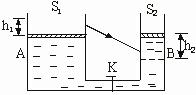 S₁ S₂
h₁
A K B h₂